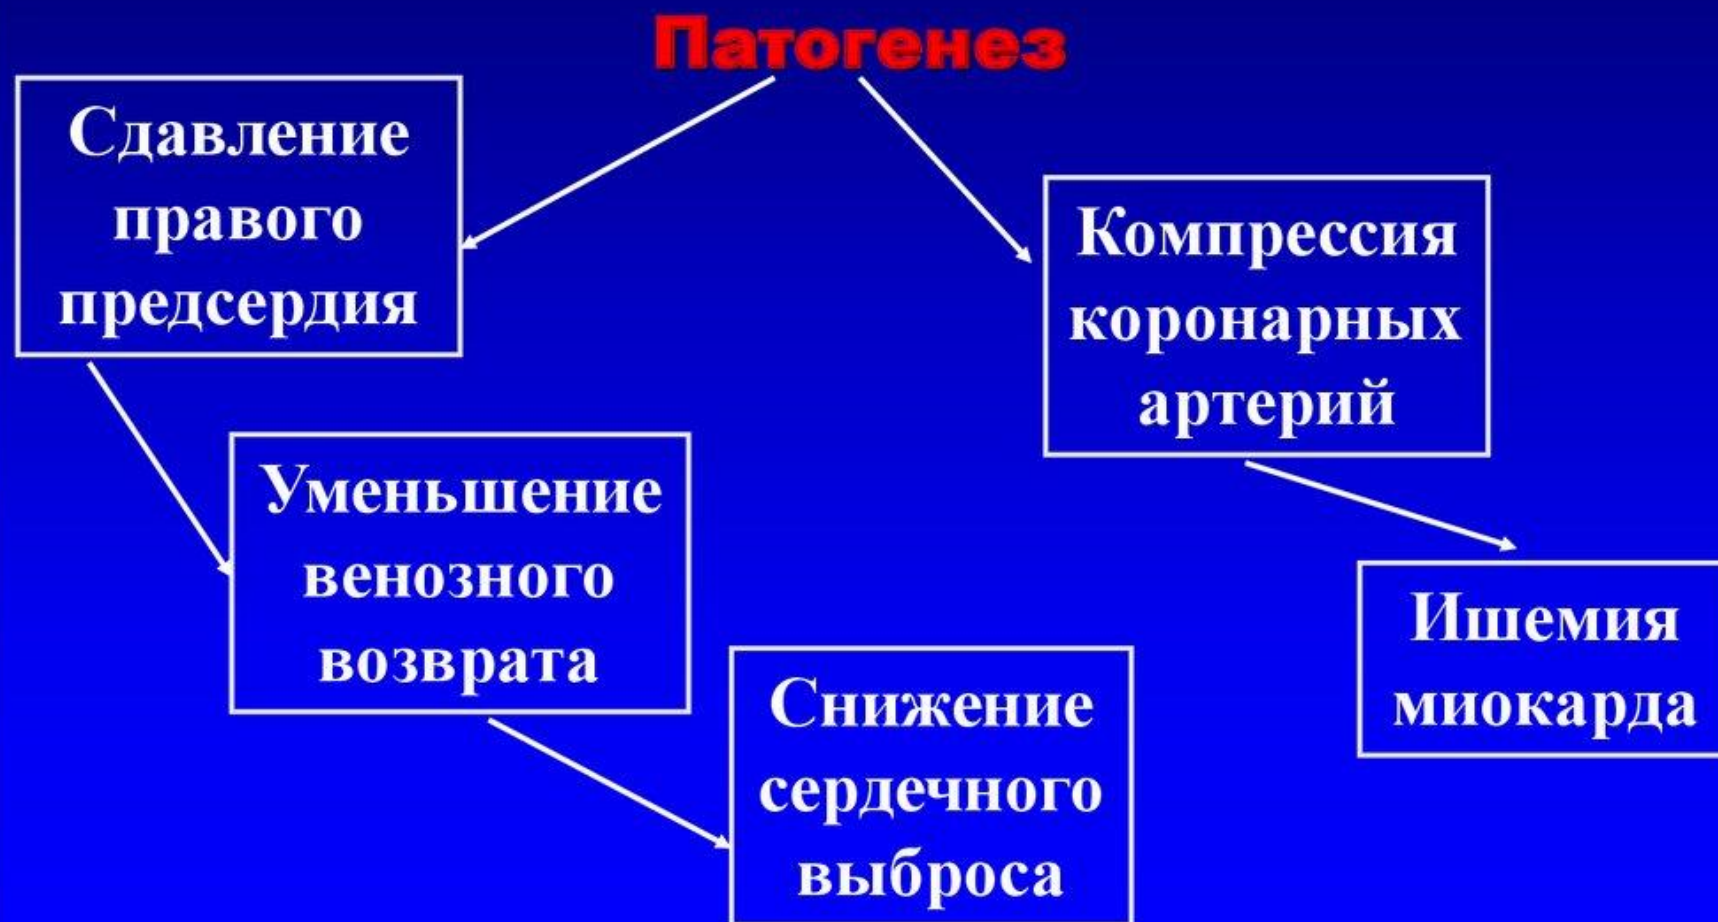 Патогенез
Сдавление
правого
предсердия
Компрессия
коронарных
артерий
Уменьшение
венозного
возврата
Ишемия
миокарда
Снижение
сердечного
выброса